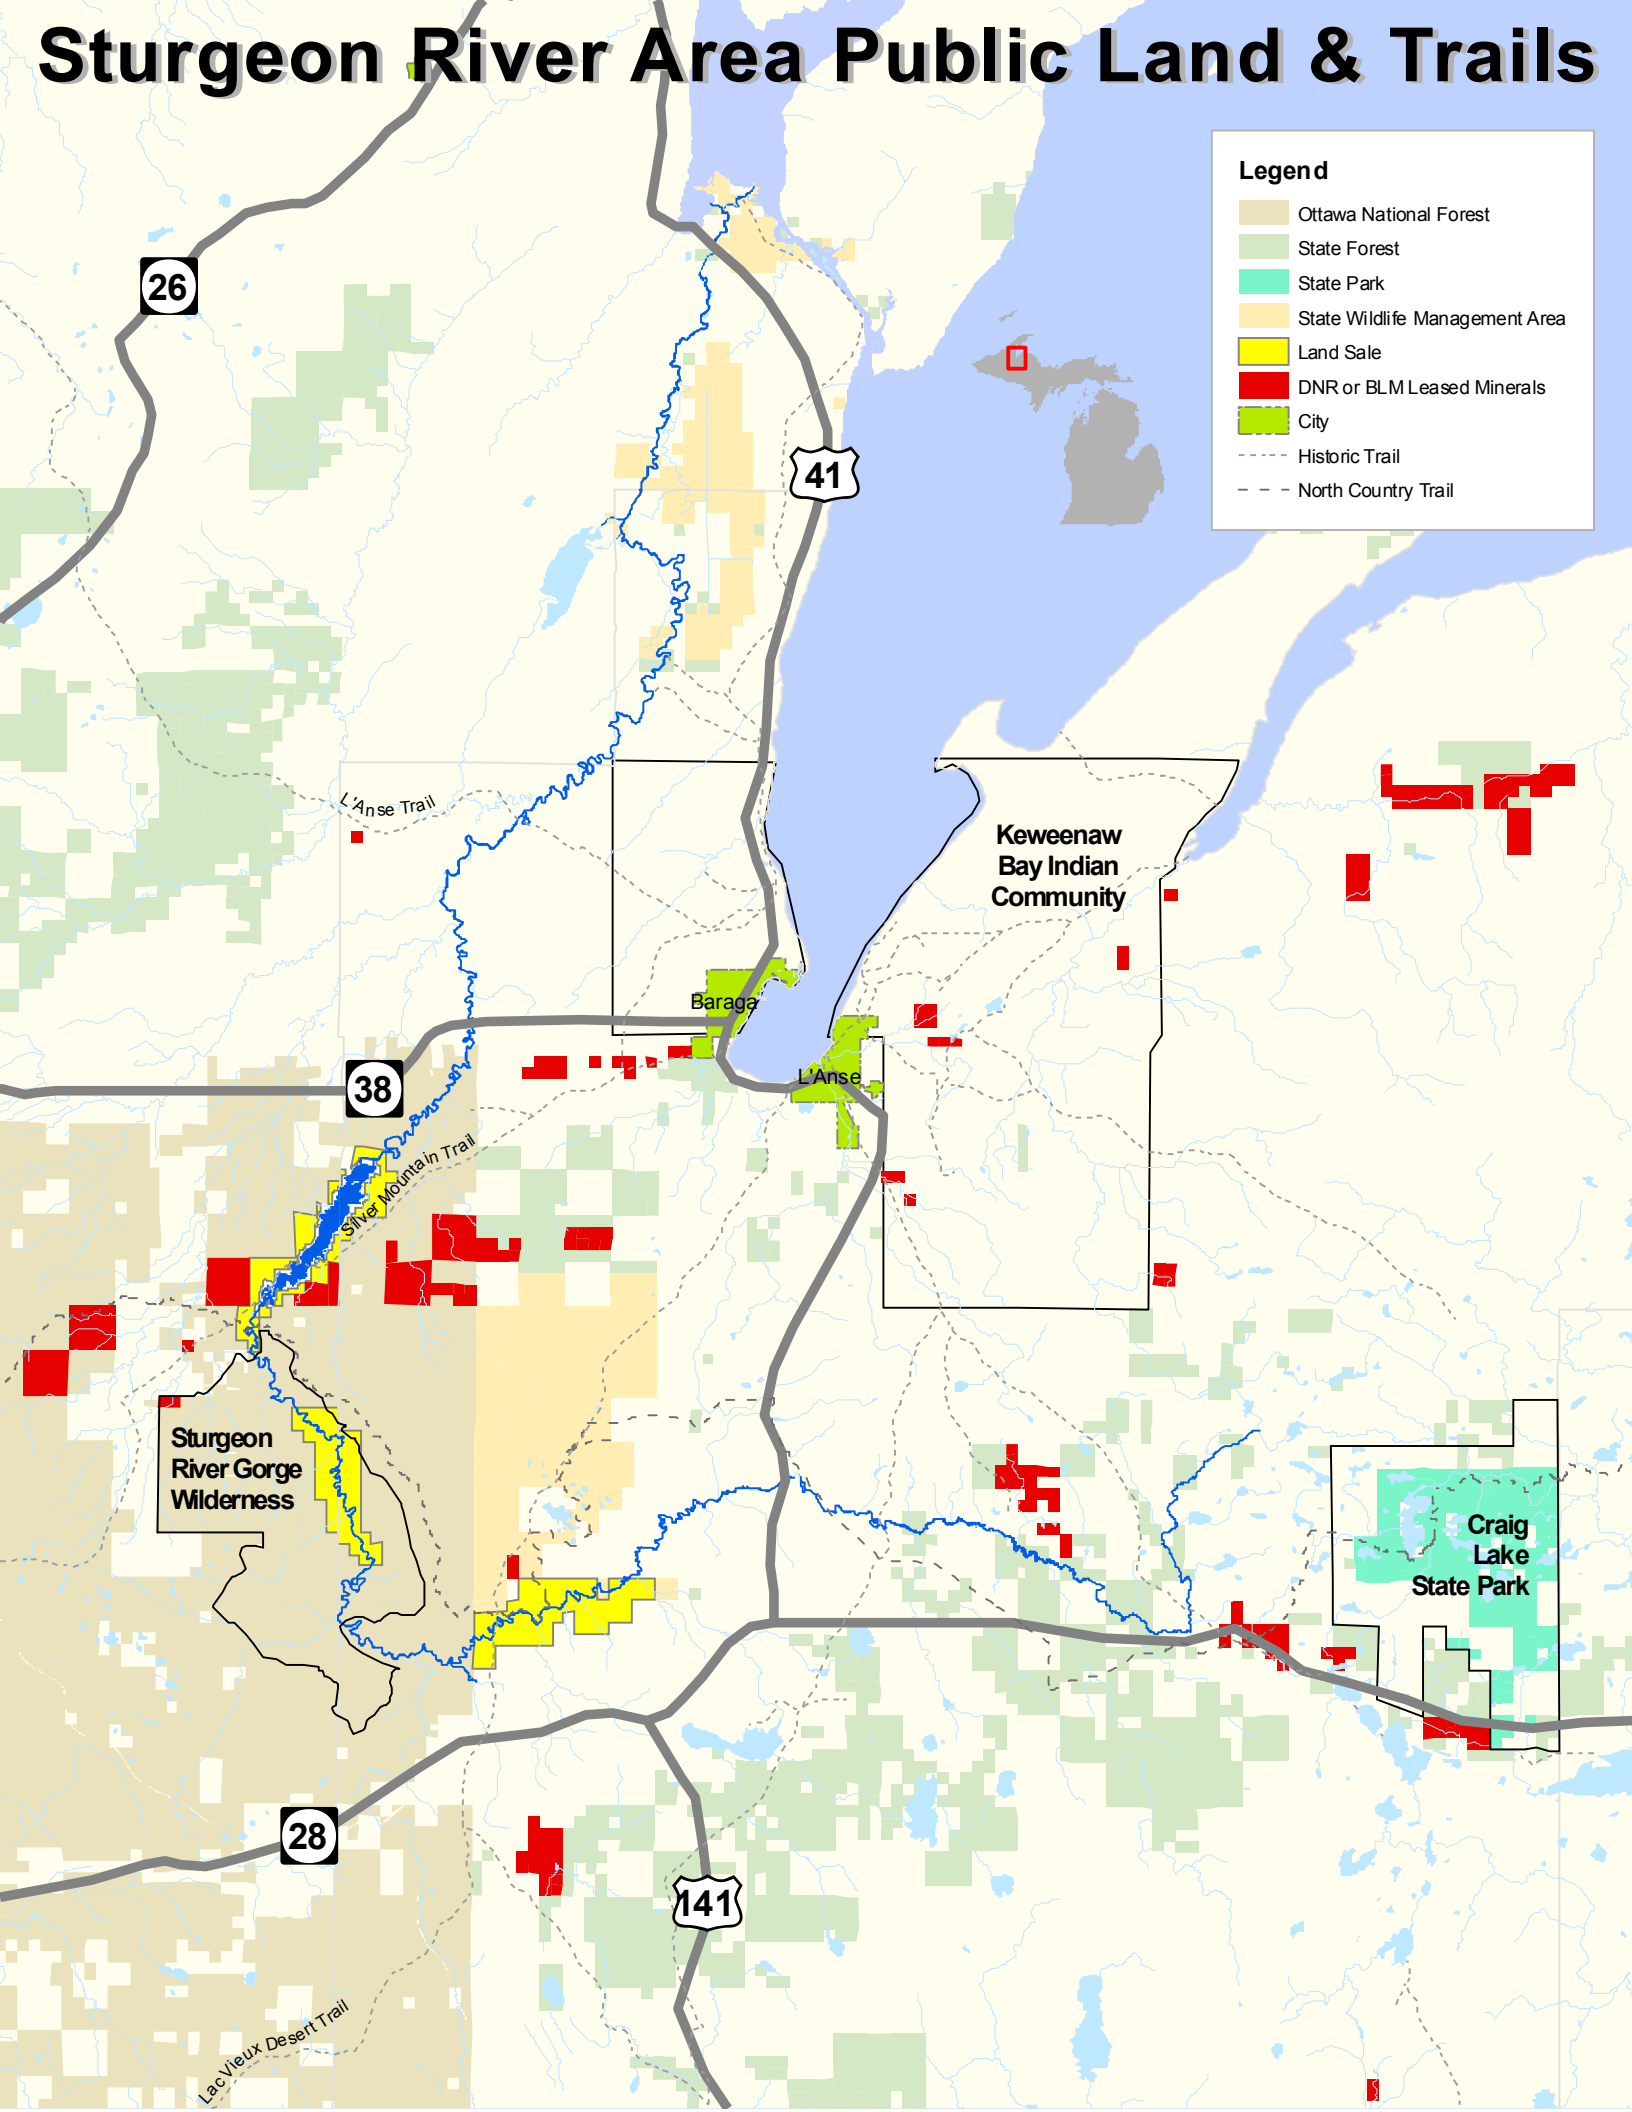 Sturgeon River Area Public Land & Trails
Legend
Ottawa National Forest
State Forest
State Park
State Wildlife Management Area
Land Sale
DNR or BLM Leased Minerals
City
Historic Trail
North Country Trail
26
41
L'Anse Trail
Keweenaw
Bay Indian
Community
Baraga
L'Anse
38
Silver Mountain Trail
Sturgeon
River Gorge
Wilderness
Craig
Lake
State Park
28
141
Lac Vieux Desert Trail